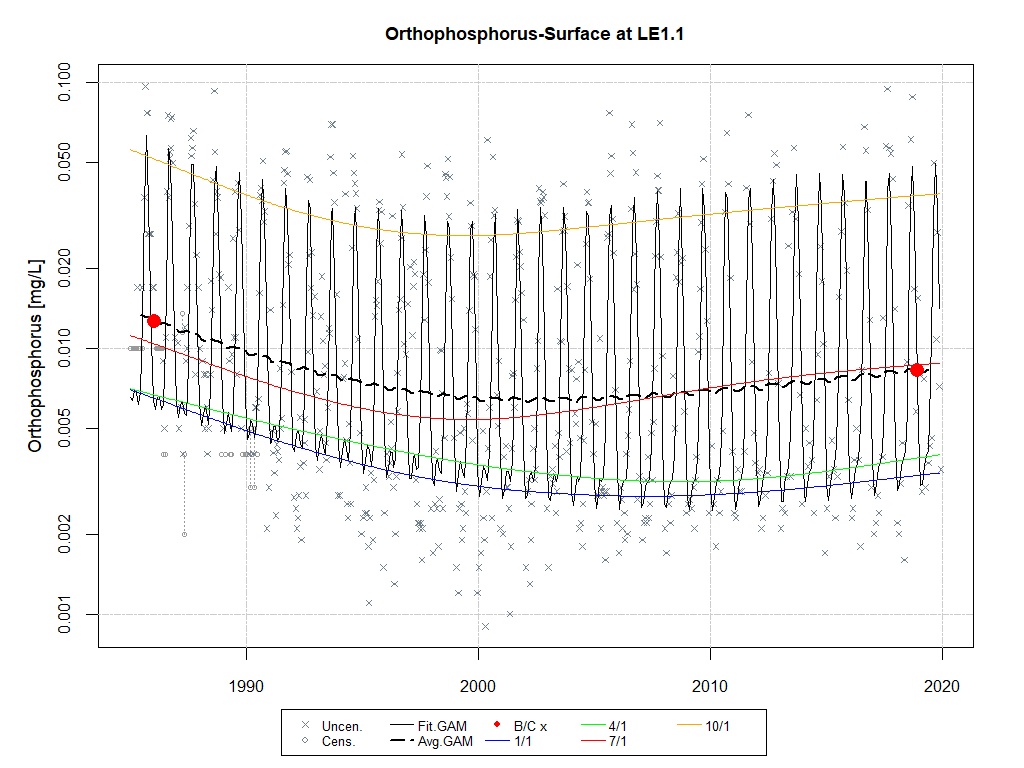 Orthophosphorus-Surface at LE1.1
Orthophosphorus [mg/L]
0.100
0.050
0.020
0.010
0.005
0.002
0.001
1990 2000 2010 2020
Uncen. Fit.GAM B/C x 4/1 10/1
Cens. Avg.GAM 1/1 7/1